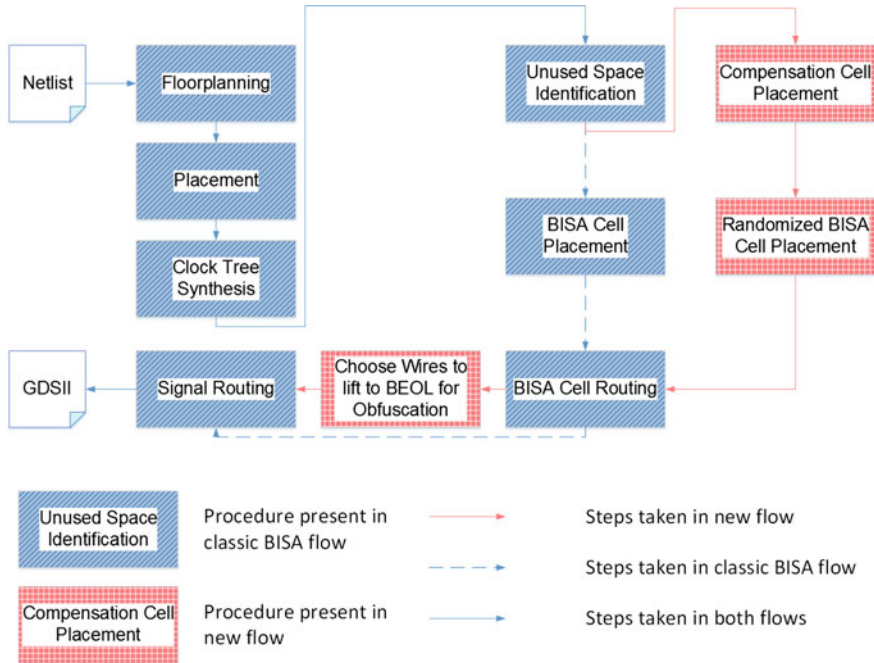 Netlist
Floorplanning
Unused Space
Identification
Compensation Cell
Placement
Placement
BISA Cell
Placement
Randomized BISA
Cell Placement
Clock Tree
Synthesis
GDSII
Signal Routing
Choose Wires to
lift to BEOL for
Obfuscation
BISA Cell Routing
Unused Space
Identification
Procedure present in
classic BISA flow
Steps taken in new flow
Steps taken in classic BISA flow
Compensation Cell
Placement
Procedure present in
new flow
Steps taken in both flows